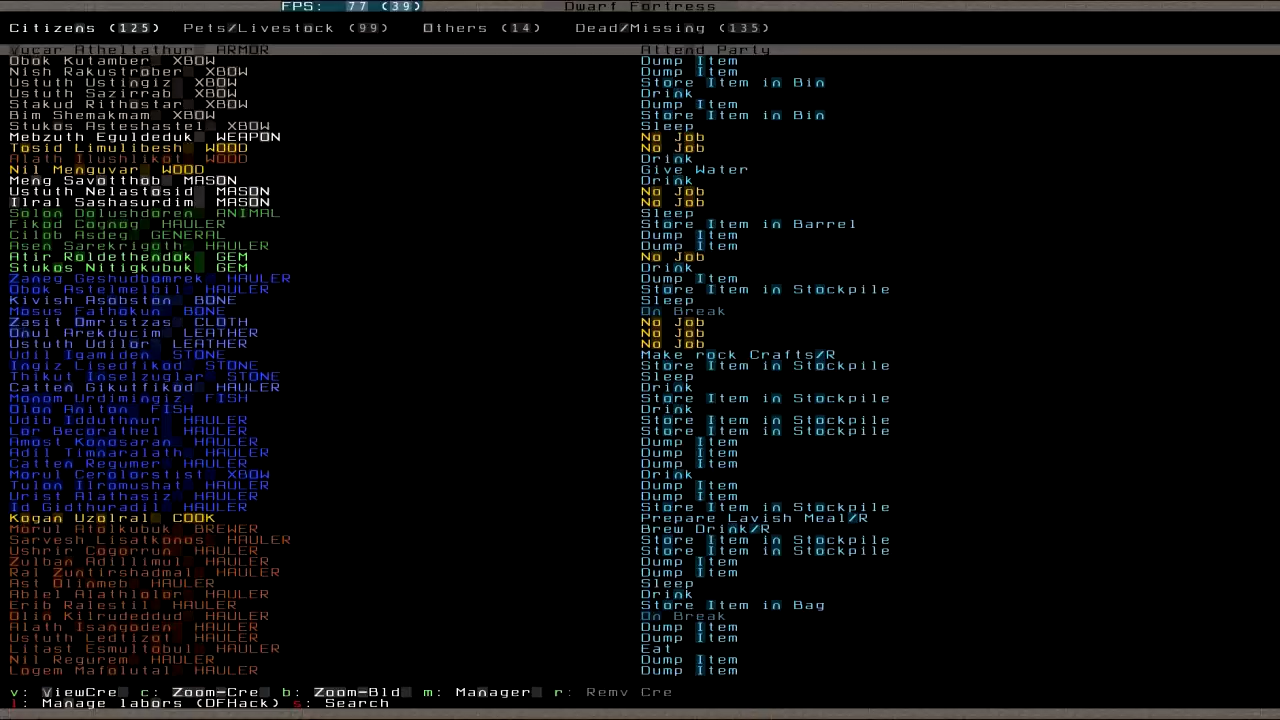 FPS: 77 (39) Dwarf Fortress
Citizens (125) Pets/Livestock (99) Others (14) Dead/Missing (135)
Vucar Atheltathur ARMOR Attend Party
Obok Kutamber XBOW Dump Item
Nish Rakustrober XBOW Dump Item
Ustuth Ustingiz XBOW Store Item in Bin
Ustuth Sazirrab XBOW Drink
Stakud Rithostar XBOW Dump Item
Bim Shemakmam XBOW Store Item in Bin
Stukos Asteshastel XBOW Sleep
Mebzuth Eguldeduk WEAPON No Job
Tosid Limulibesh WOOD No Job
Alath Ilushlikot WOOD Drink
Nil Menguvar WOOD Give Water
Meng Savotthob MASON Drink
Ustuth Nelastosid MASON No Job
Ilral Sashasurdim MASON No Job
Solon Dolushdoren ANIMAL Sleep
Fikod Cognog HAULER Store Item in Barrel
Cilob Asdeg GENERAL Dump Item
Asen Sarekrigoth HAULER Dump Item
Atir Roldethendok GEM No Job
Stukos Nitigkubuk GEM Drink
Zaneg Geshudbomrek HAULER Dump Item
Obok Astelmelbil HAULER Store Item in Stockpile
Kivish Asobston BONE Sleep
Mosus Fathokun BONE On Break
Zasit Omristzas CLOTH No Job
Onul Arekducim LEATHER No Job
Ustuth Udilor LEATHER No Job
Udil Igamiden STONE Make rock Crafts/R
Ingiz Lisedfikod STONE Store Item in Stockpile
Thikut Inselzuglar STONE Sleep
Catten Gikutfikod HAULER Drink
Monom Urdimingiz FISH Store Item in Stockpile
Olon Aniton FISH Drink
Udib Idduthnur HAULER Store Item in Stockpile
Lor Becorathel HAULER Store Item in Stockpile
Amost Konosaran HAULER Dump Item
Adil Timnaralath HAULER Dump Item
Catten Regumer HAULER Dump Item
Morul Cerolorstist XBOW Drink
Tulon Ilromushat HAULER Dump Item
Urist Alathasiz HAULER Dump Item
Id Gidthuradil HAULER Store Item in Stockpile
Kogan Uzolral COOK Prepare Lavish Meal/R
Morul Atolkubuk BREWER Brew Drink/R
Sarvesh Lisatkonos HAULER Store Item in Stockpile
Ushrir Cogorrun HAULER Store Item in Stockpile
Zulban Adillimul HAULER Dump Item
Ral Zuntirshadmal HAULER Dump Item
Ast Olinmeb HAULER Sleep
Ablel Alathlolor HAULER Drink
Erib Ralestil HAULER Store Item in Bag
Olin Kilrudeddud HAULER On Break
Alath Isangoden HAULER Dump Item
Ustuth Ledtizot HAULER Dump Item
Litast Esmultobul HAULER Eat
Nil Regurem HAULER Dump Item
Logem Mafolutal HAULER Dump Item
v: ViewCre c: Zoom-Cre b: Zoom-Bld m: Manager r: Remv Cre
l: Manage labors (DFHack) s: Search